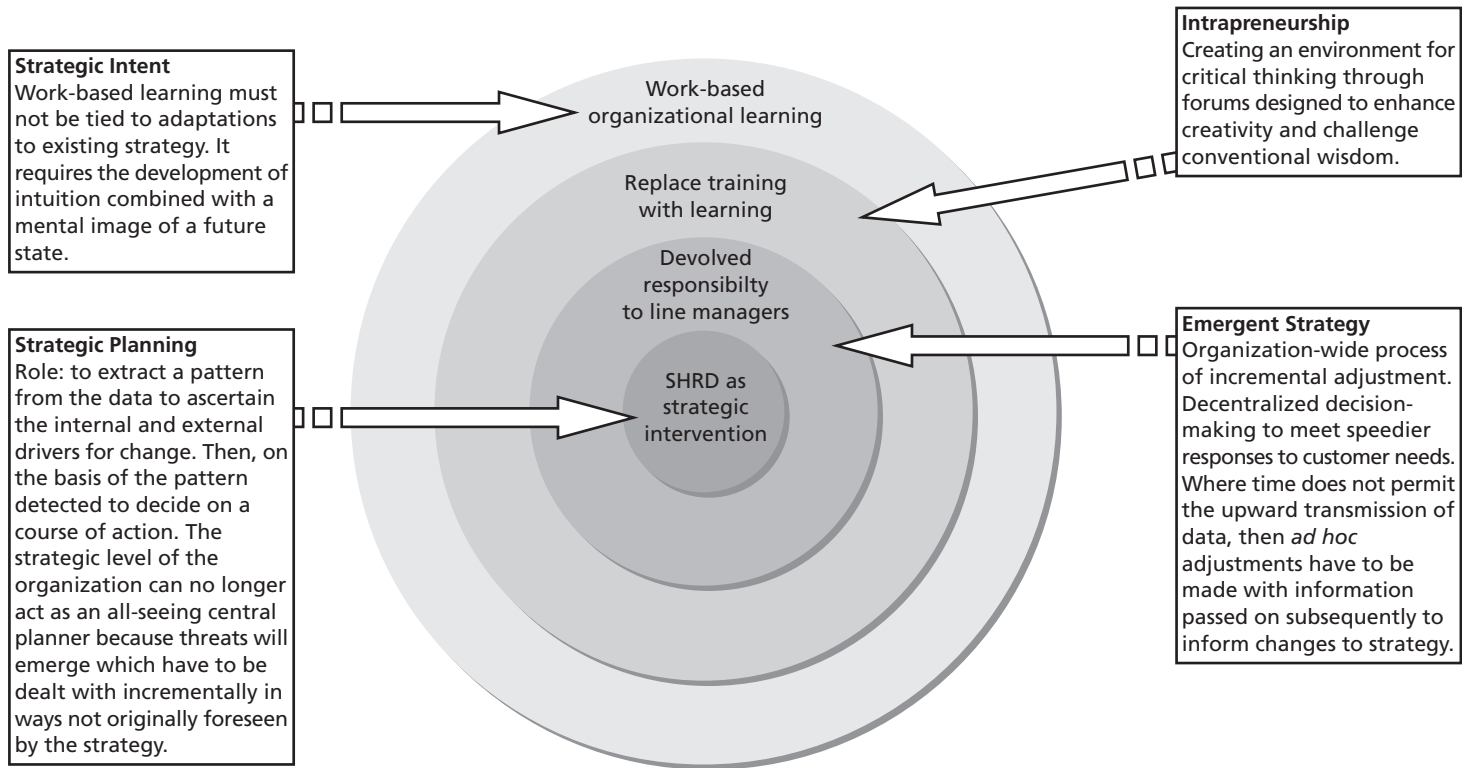 Strategic Intent
Work-based learning must
not be tied to adaptations
to existing strategy. It
requires the development of
intuition combined with a
mental image of a future
state.
Strategic Planning
Role: to extract a pattern
from the data to ascertain
the internal and external
drivers for change. Then, on
the basis of the pattern
detected to decide on a
course of action. The
strategic level of the
organization can no longer
act as an all-seeing central
planner because threats will
emerge which have to be
dealt with incrementally in
ways not originally foreseen
by the strategy.
Work-based
organizational learning
Replace training
with learning
Devolved
responsibilty
to line managers
SHRD as
strategic
intervention
Intrapreneurship
Creating an environment for
critical thinking through
forums designed to enhance
creativity and challenge
conventional wisdom.
Emergent Strategy
Organization-wide process
of incremental adjustment.
Decentralized decision-
making to meet speedier
responses to customer needs.
Where time does not permit
the upward transmission of
data, then ad hoc
adjustments have to be
made with information
passed on subsequently to
inform changes to strategy.